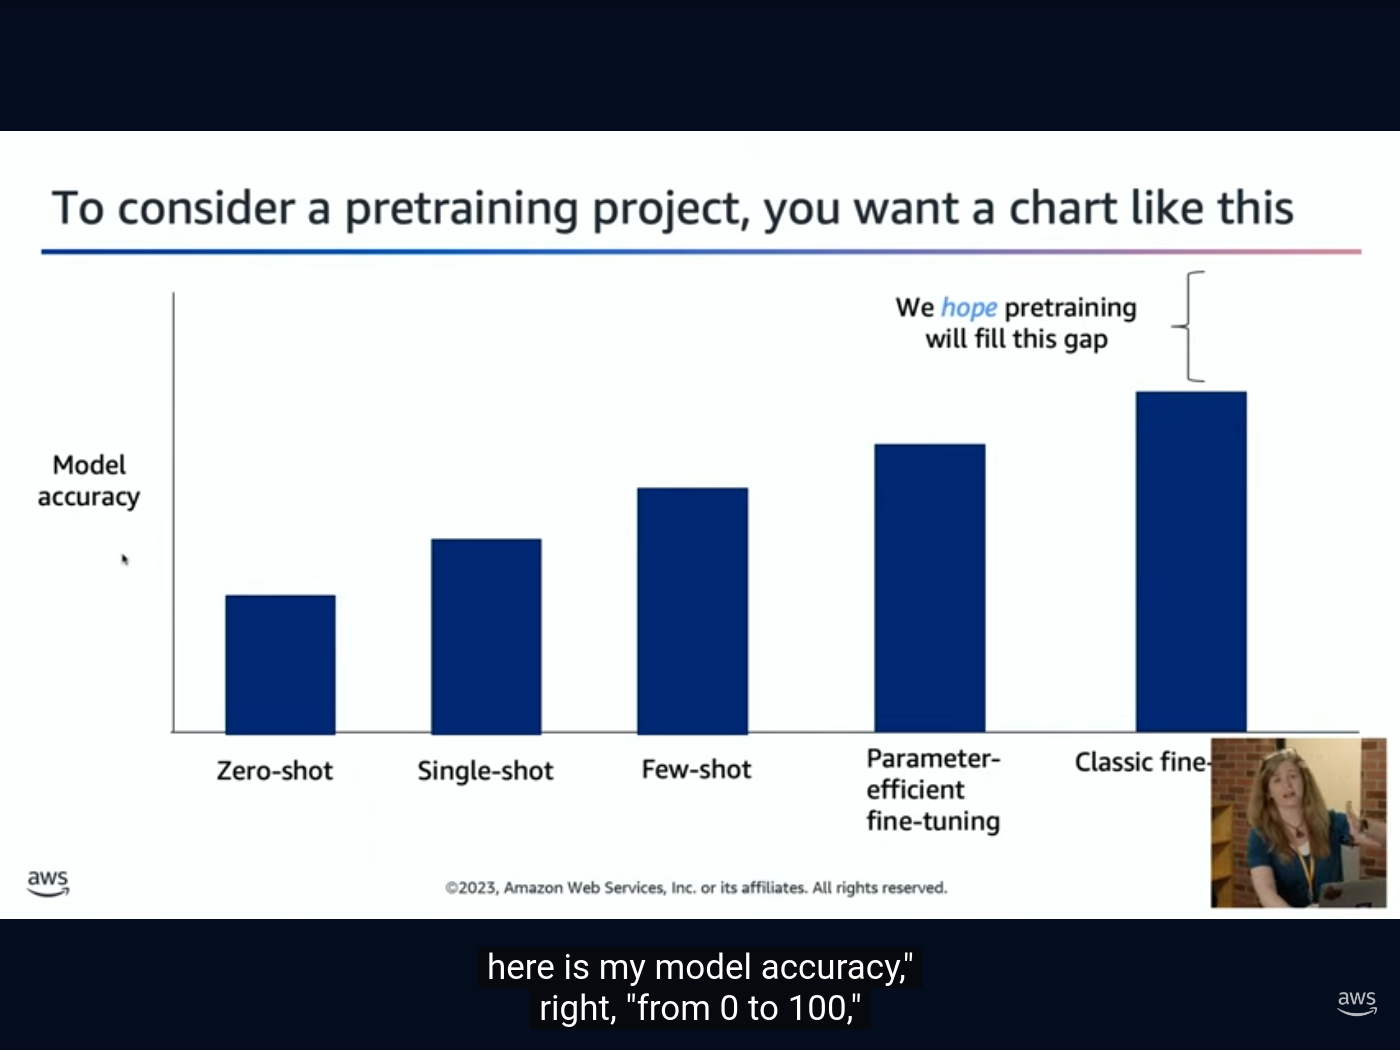 To consider a pretraining project, you want a chart like this
We hope pretraining
will fill this gap
Model
accuracy
Zero-shot
Single-shot
Few-shot
Parameter-
efficient
fine-tuning
Classic fine-
aws
©2023, Amazon Web Services, Inc. or its affiliates. All rights reserved.
here is my model accuracy,"
right, "from 0 to 100,"
aws